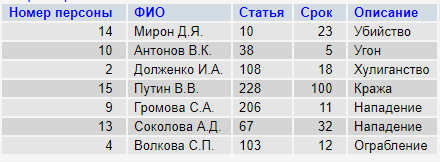 Номер персоны ФИО Статья Срок Описание
14 Мирон Д.Я. 10 23 Убийство
10 Антонов В.К. 38 5 Угон
2 Долженко И.А. 108 18 Хулиганство
15 Путин В.В. 228 100 Кража
9 Громова С.А. 206 11 Нападение
13 Соколова А.Д. 67 32 Нападение
4 Волкова С.П. 103 12 Ограбление